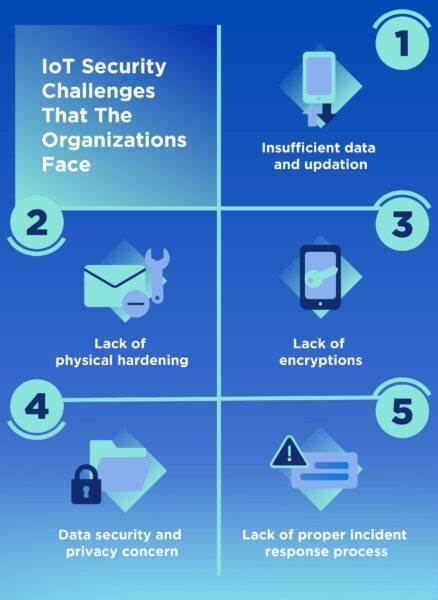 IoT Security
Challenges
That The
Organizations
Face
1
Insufficient data
and updation
2
Lack of
physical hardening
3
Lack of
encryptions
4
Data security and
privacy concern
5
Lack of proper incident
response process